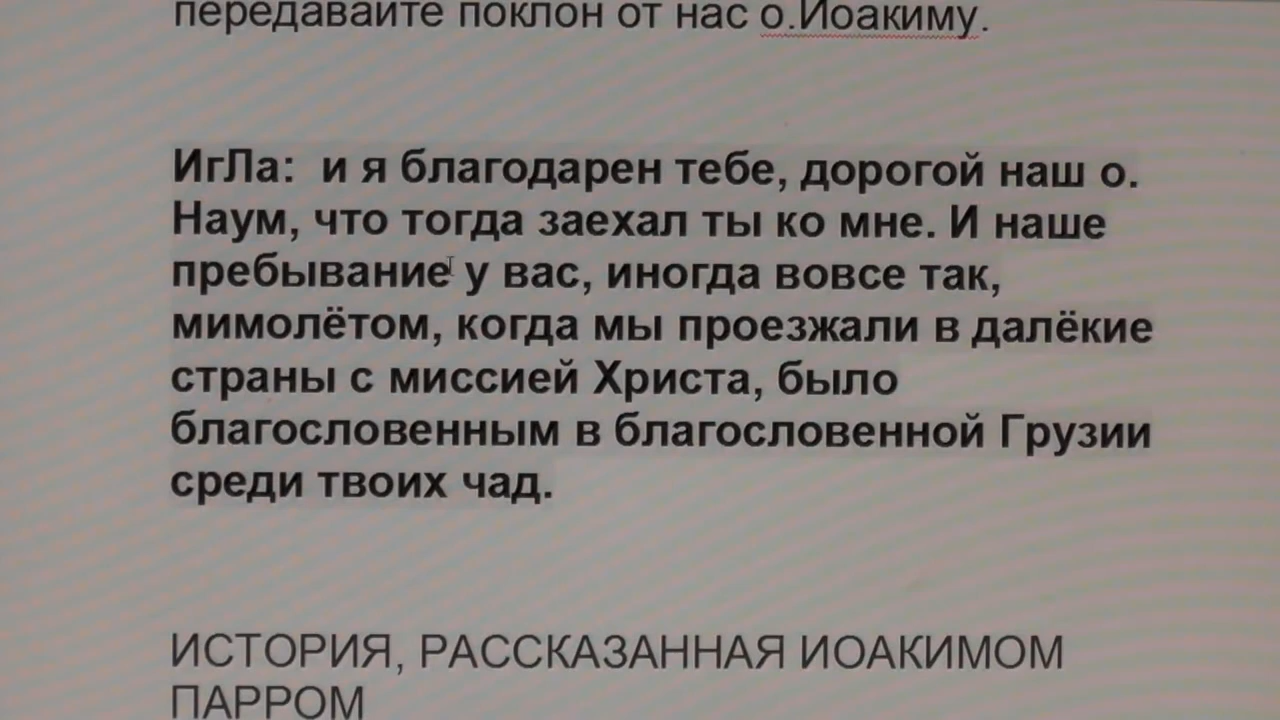 передавайте поклон от нас о.Иоакиму.
ИгЛа:  и я благодарен тебе, дорогой наш о.
Наум, что тогда заехал ты ко мне. И наше
пребывание у вас, иногда вовсе так,
мимолётом, когда мы проезжали в далёкие
страны с миссией Христа, было
благословенным в благословенной Грузии
среди твоих чад.
ИСТОРИЯ, РАССКАЗАННАЯ ИОАКИМОМ
ПАРРОМ